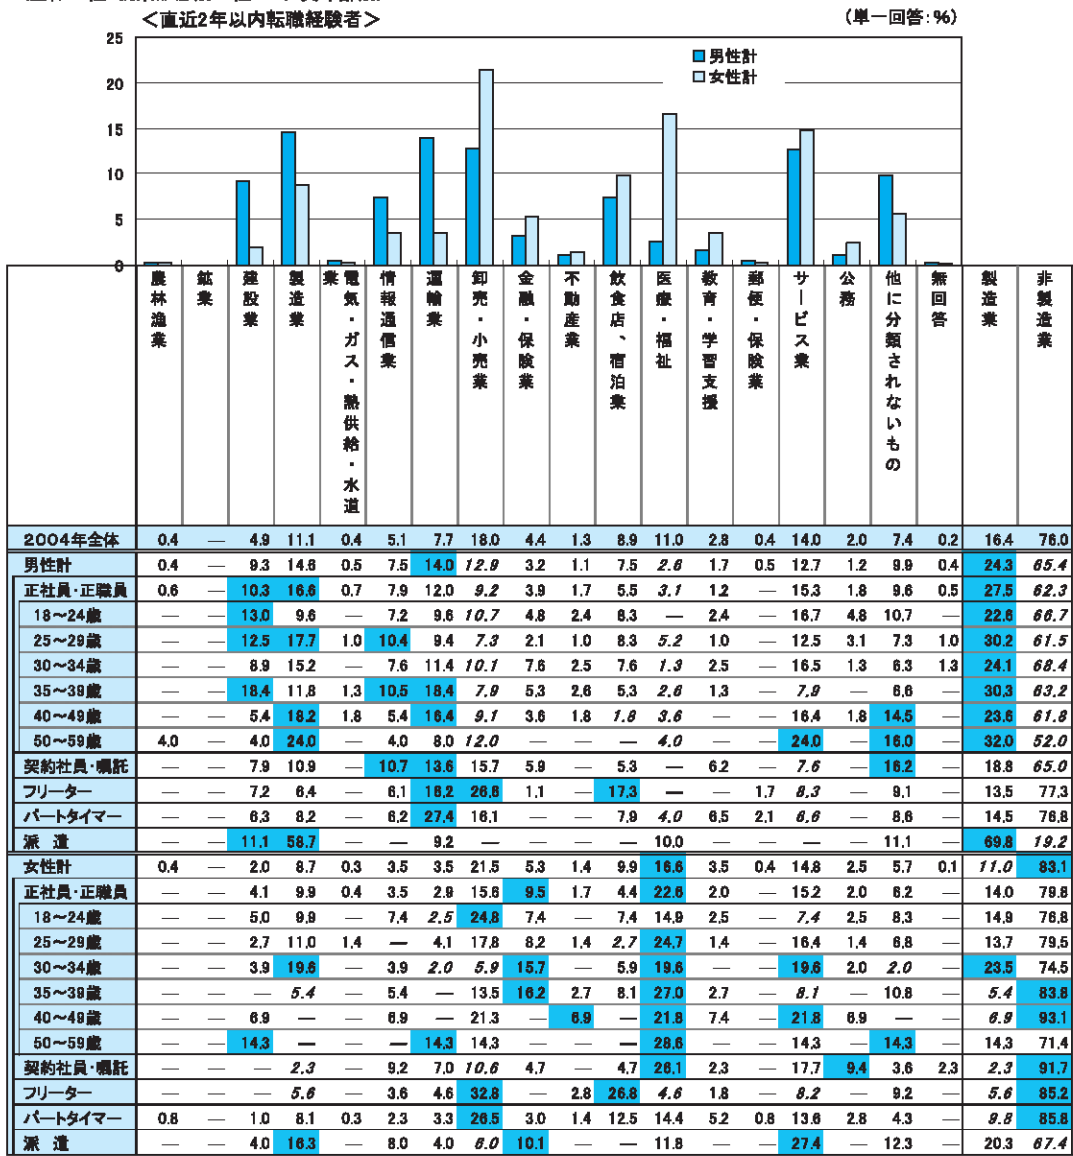 ＜直近2年以内転職経験者＞ （単一回答：％）
25
20
15
10
5
0
男性計
女性計
農林漁業 鉱業 建設業 製造業 電気・ガス・熱供給・水道業 情報通信業 運輸業 卸売・小売業 金融・保険業 不動産業 飲食店、宿泊業 医療・福祉 教育・学習支援 郵便・保険業 サービス業 公務 他に分類されないもの 無回答 製造業 非製造業
2004年全体 0.4 — 4.9 11.1 0.4 5.1 7.7 18.0 4.4 1.3 8.9 11.0 2.8 0.4 14.0 2.0 7.4 0.2 16.4 76.0
男性計 0.4 — 9.3 14.6 0.5 7.5 14.0 12.9 3.2 1.1 7.5 2.6 1.7 0.5 12.7 1.2 9.9 0.4 24.3 65.4
正社員・正職員 0.6 — 10.3 16.6 0.7 7.9 12.0 9.2 3.9 1.7 5.5 3.1 1.2 — 15.3 1.8 9.6 0.5 27.5 62.3
18〜24歳 — — 13.0 9.6 — 7.2 9.6 10.7 4.8 2.4 8.3 — 2.4 — 16.7 4.8 10.7 — 22.6 66.7
25〜29歳 — — 12.5 17.7 1.0 10.4 9.4 7.3 2.1 1.0 8.3 5.2 1.0 — 12.5 3.1 7.3 1.0 30.2 61.5
30〜34歳 — — 8.9 15.2 — 7.6 11.4 10.1 7.6 2.5 7.6 1.3 2.5 — 16.5 1.3 6.3 1.3 24.1 68.4
35〜39歳 — — 18.4 11.8 1.3 10.5 18.4 7.9 5.3 2.6 5.3 2.6 1.3 — 7.9 — 6.6 — 30.3 63.2
40〜49歳 — — 5.4 18.2 1.8 5.4 16.4 9.1 3.6 1.8 1.8 3.6 — — 16.4 1.8 14.5 — 23.6 61.8
50〜59歳 4.0 — 4.0 24.0 — 4.0 8.0 12.0 — — — 4.0 — — 24.0 — 16.0 — 32.0 52.0
契約社員・嘱託 — — 7.9 10.9 — 10.7 13.6 15.7 5.9 — 5.3 — 6.2 — 7.6 — 16.2 — 18.8 65.0
フリーター — — 7.2 6.4 — 6.1 16.2 26.6 1.1 — 17.3 — — 1.7 8.3 — 9.1 — 13.5 77.3
パートタイマー — — 6.3 8.2 — 6.2 27.4 16.1 — — 7.9 4.0 6.5 2.1 6.6 — 8.6 — 14.5 76.8
派 遣 — — 11.1 58.7 — — 9.2 — — — — 10.0 — — — — 11.1 — 69.8 19.2
女性計 0.4 — 2.0 8.7 0.3 3.5 3.5 21.5 5.3 1.4 9.9 16.6 3.5 0.4 14.8 2.5 5.7 0.1 11.0 83.1
正社員・正職員 — — 4.1 9.9 0.4 3.5 2.9 15.6 9.5 1.7 4.4 22.6 2.0 — 15.2 2.0 6.2 — 14.0 79.8
18〜24歳 — — 5.0 9.9 — 7.4 2.5 24.8 7.4 — 7.4 14.9 2.5 — 7.4 2.5 8.3 — 14.9 76.8
25〜29歳 — — 2.7 11.0 1.4 — 4.1 17.8 8.2 1.4 2.7 24.7 1.4 — 16.4 1.4 6.8 — 13.7 79.5
30〜34歳 — — 3.9 19.6 — 3.9 2.0 5.9 15.7 — 5.9 19.6 — — 19.6 2.0 2.0 — 23.5 74.5
35〜39歳 — — — 5.4 — 5.4 — 13.5 16.2 2.7 8.1 27.0 2.7 — 8.1 — 10.8 — 5.4 83.8
40〜49歳 — — 6.9 — — 6.9 — 21.3 — 6.9 — 21.8 7.4 — 21.8 6.9 — — 6.9 93.1
50〜59歳 — — 14.3 — — — 14.3 14.3 — — — 28.6 — — 14.3 — 14.3 — 14.3 71.4
契約社員・嘱託 — — — 2.3 — 9.2 7.0 10.6 4.7 — 4.7 26.1 2.3 — 17.7 9.4 3.6 2.3 2.3 91.7
フリーター — — — 5.6 — 3.6 4.6 32.8 — 2.8 26.8 4.6 1.8 — 8.2 — 9.2 — 5.6 85.2
パートタイマー 0.8 — 1.0 8.1 0.3 2.3 3.3 26.5 3.0 1.4 12.5 14.4 5.2 0.8 13.6 2.8 4.3 — 9.8 85.8
派 遣 — — 4.0 16.3 — 8.0 4.0 6.0 10.1 — — 11.8 — — 27.4 — 12.3 — 20.3 67.4